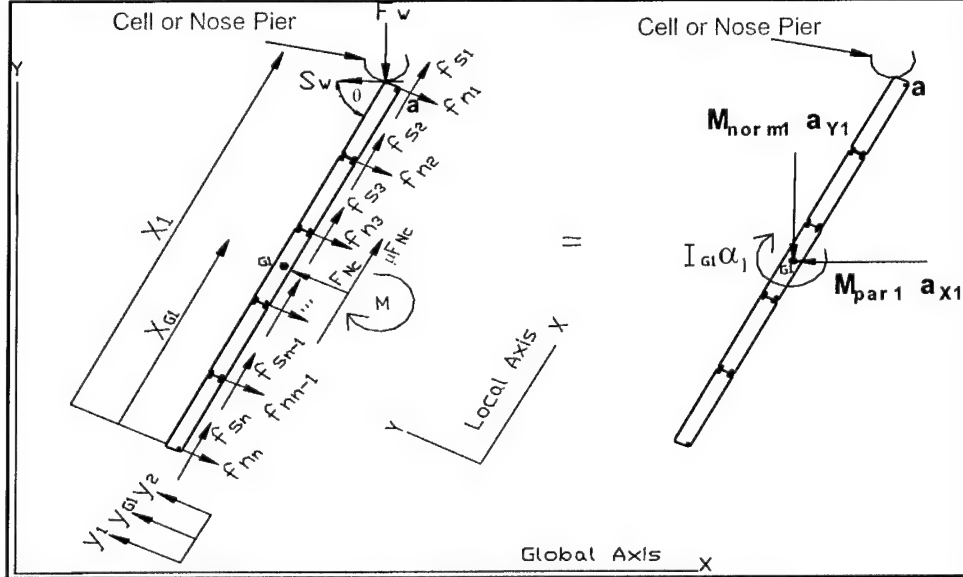 Cell or Nose Pier
F w
Sw
θ
a
fs1
fn1
fs2
fn2
fs3
fn3
X1
XG1
G1
FNc
μFNc
M
...
fsn-1
fnn-1
fsn
fnn
y1 yG1 y2
Y
Local Axis
X
Y
Global Axis
X
=
Cell or Nose Pier
a
Mnorm1 aY1
IG1α1
G1
Mpar1 aX1